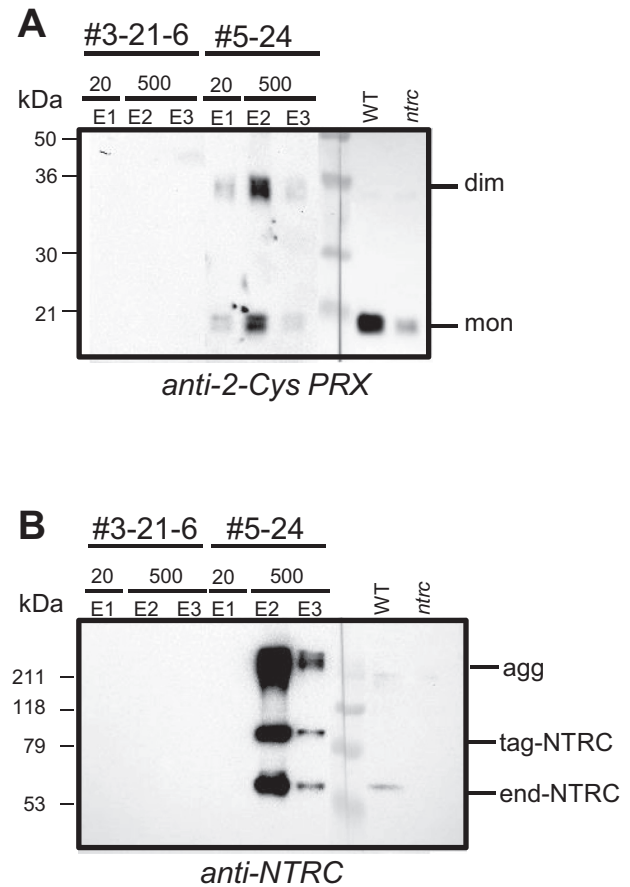 A
#3-21-6 #5-24
20 500 20 500
kDa E1 E2 E3 E1 E2 E3 WT ntrc
50
36 dim
30
21 mon
anti-2-Cys PRX
B
#3-21-6 #5-24
20 500 20 500
kDa E1 E2 E3 E1 E2 E3 WT ntrc
211 agg
118
79 tag-NTRC
53 end-NTRC
anti-NTRC